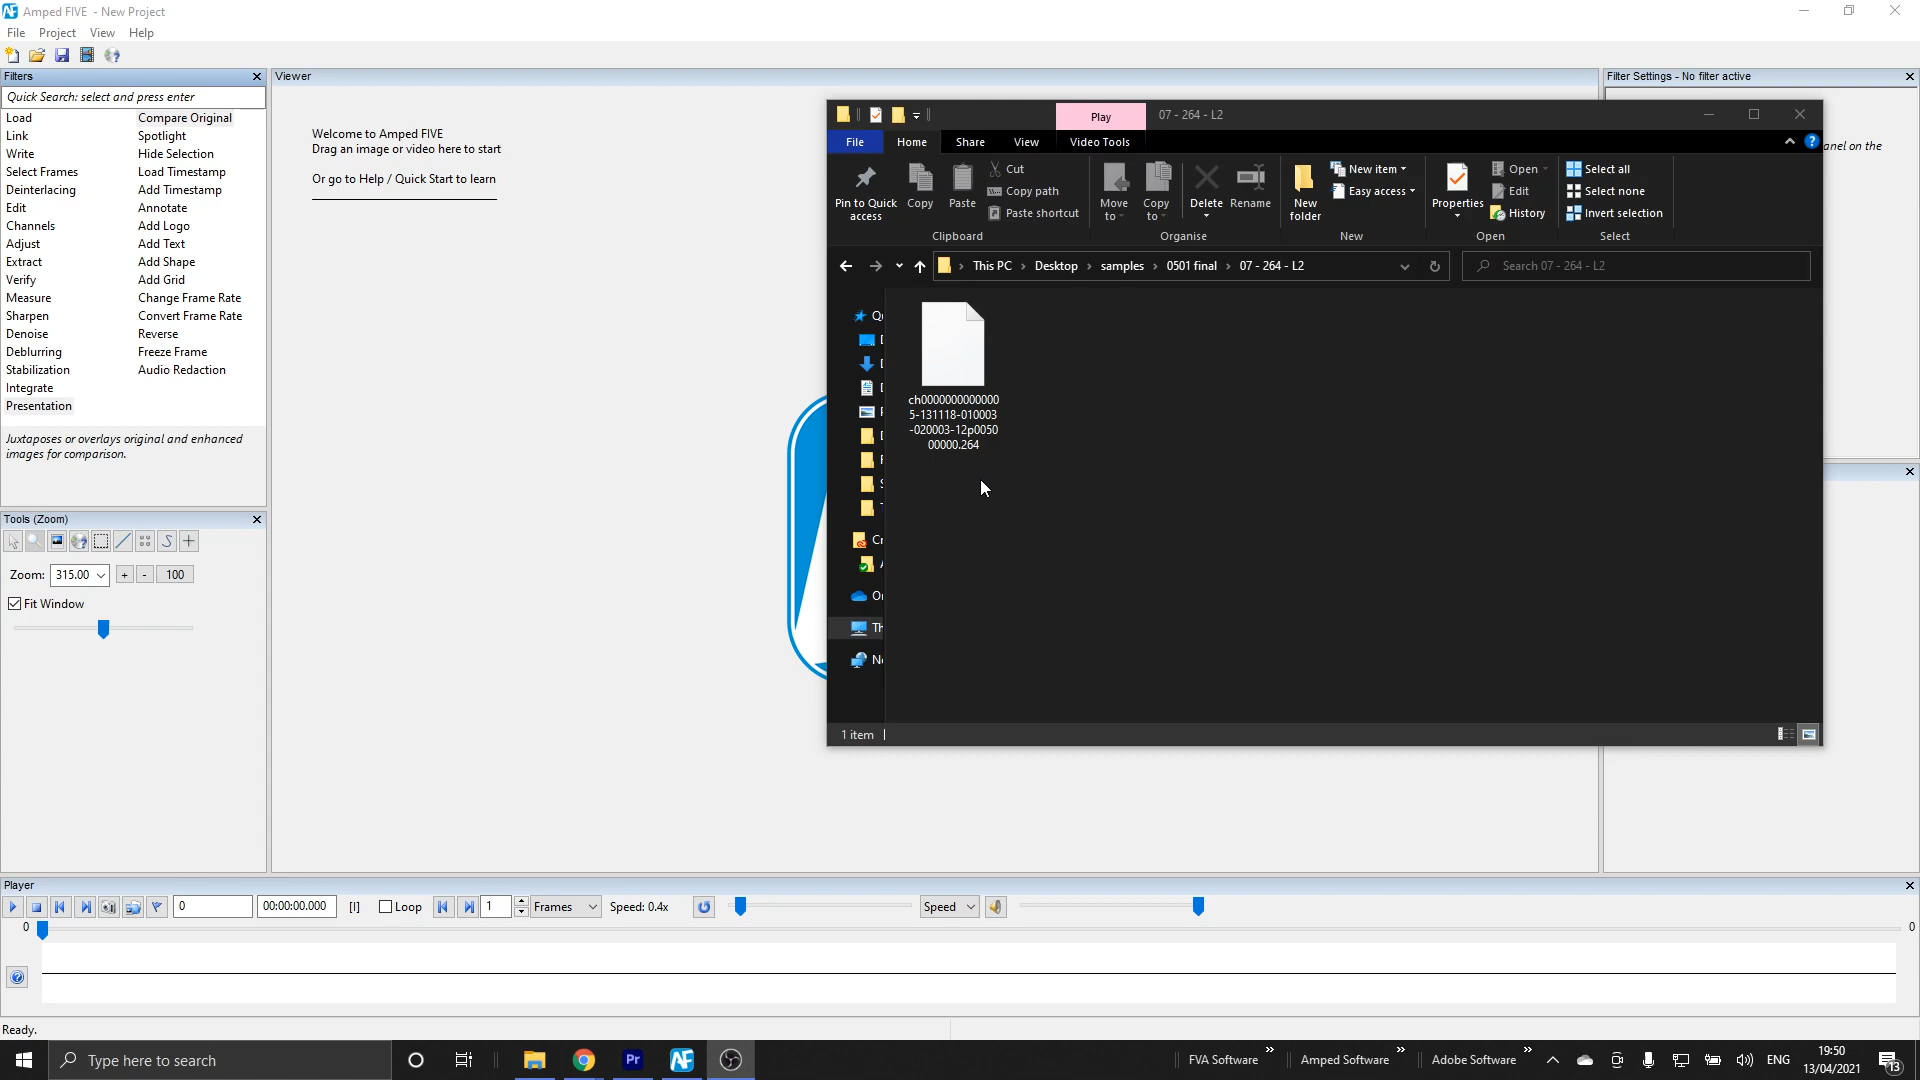 Amped FIVE - New Project
File Project View Help
Filters
Quick Search: select and press enter
Load
Link
Write
Select Frames
Deinterlacing
Edit
Channels
Adjust
Extract
Verify
Measure
Sharpen
Denoise
Deblurring
Stabilization
Integrate
Presentation
Compare Original
Spotlight
Hide Selection
Load Timestamp
Add Timestamp
Annotate
Add Logo
Add Text
Add Shape
Add Grid
Change Frame Rate
Convert Frame Rate
Reverse
Freeze Frame
Audio Redaction
Juxtaposes or overlays original and enhanced
images for comparison.
Tools (Zoom)
Zoom: 315.00 + - 100
Fit Window
Viewer
Welcome to Amped FIVE
Drag an image or video here to start
Or go to Help / Quick Start to learn
Filter Settings - No filter active
anel on the
Play 07 - 264 - L2
File Home Share View Video Tools
Pin to Quick
access
Copy
Paste
Cut
Copy path
Paste shortcut
Clipboard
Move
to
Copy
to
Delete
Rename
Organise
New
folder
New item
Easy access
New
Properties
Open
Edit
History
Open
Select all
Select none
Invert selection
Select
This PC > Desktop > samples > 0501 final > 07 - 264 - L2
Search 07 - 264 - L2
ch0000000000000
5-131118-010003
-020003-12p0050
00000.264
1 item
Player
0 00:00:00.000 [I] Loop 1 Frames Speed: 0.4x Speed
0 0
Ready.
Type here to search
Pr
FVA Software
Amped Software
Adobe Software
ENG
19:50
13/04/2021
13